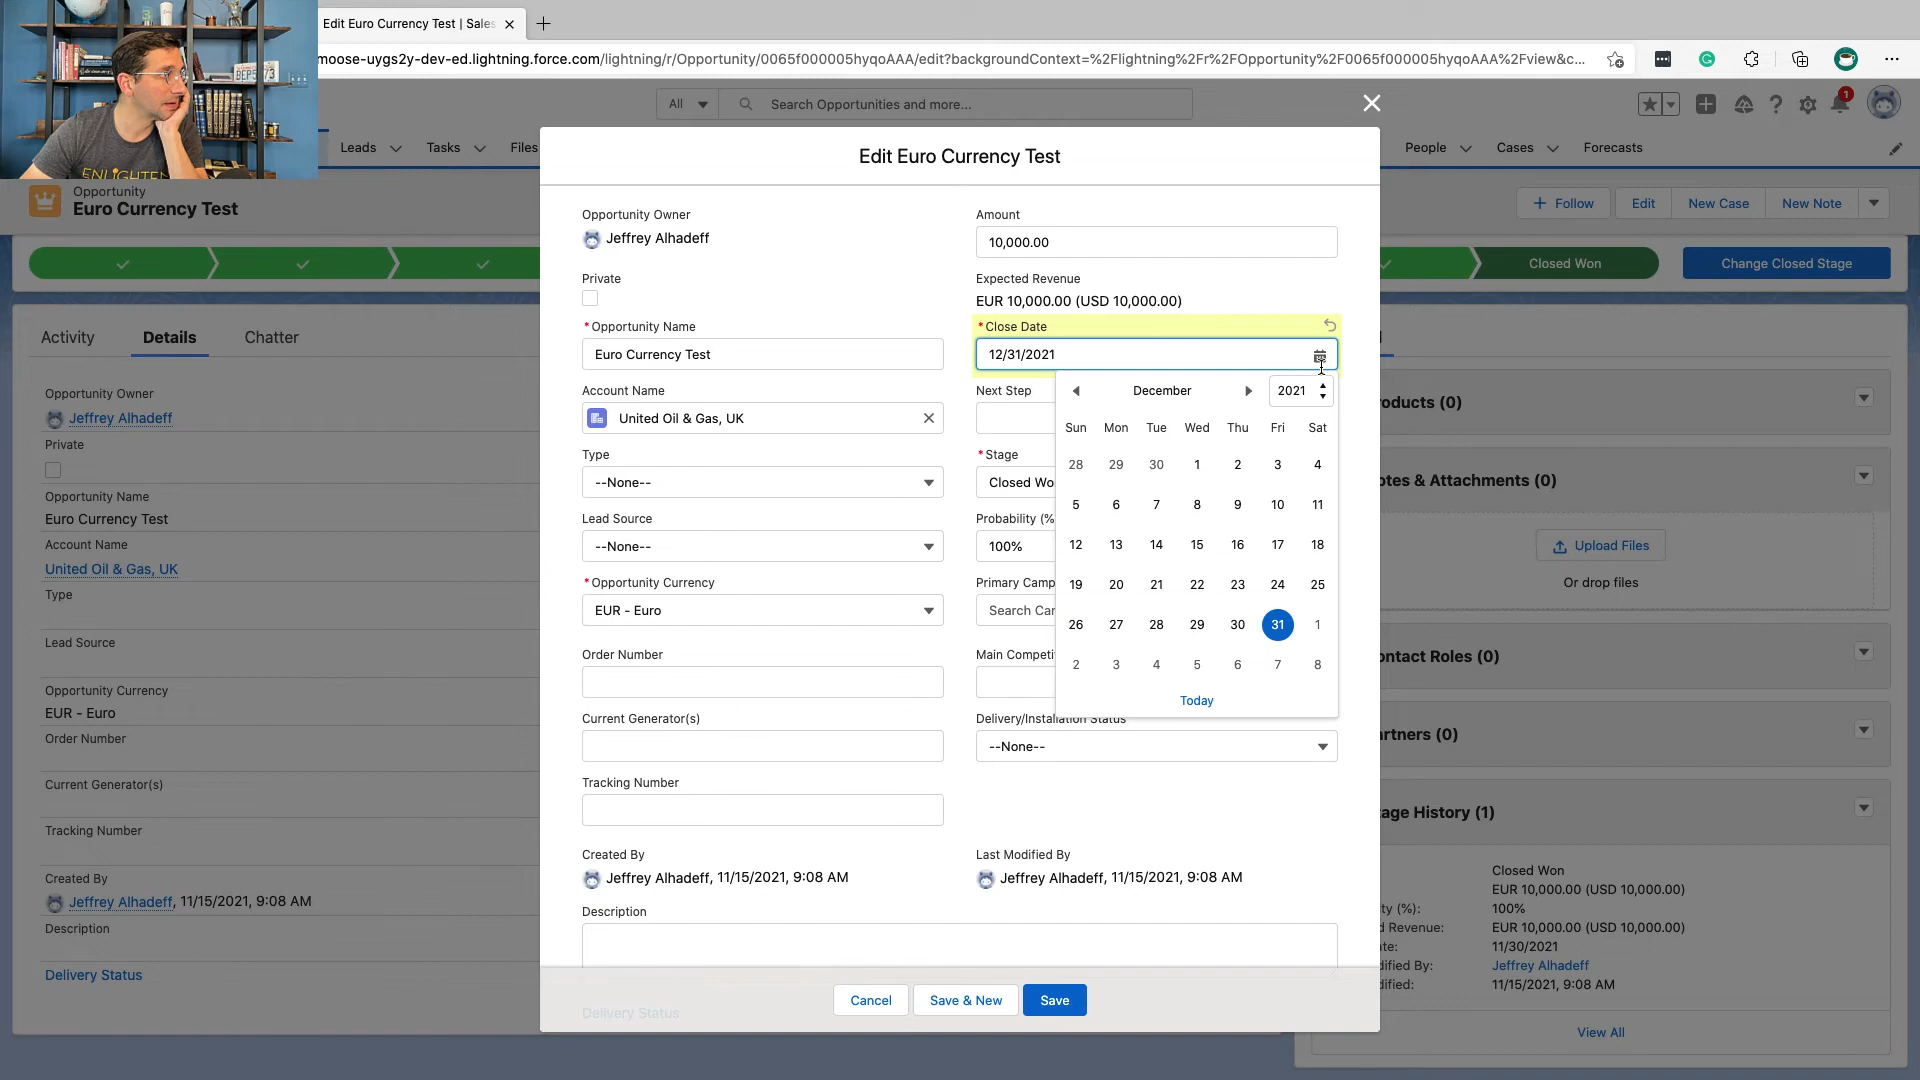 Edit Euro Currency Test | Sales
moose-uygs2y-dev-ed.lightning.force.com/lightning/r/Opportunity/0065f000005hyqoAAA/edit?backgroundContext=%2Flightning%2Fr%2FOpportunity%2F0065f000005hyqoAAA%2Fview&c...
All
Search Opportunities and more...
1
Leads
Tasks
Files
People
Cases
Forecasts
ENLIGHTEN
Opportunity
Euro Currency Test
Follow
Edit
New Case
New Note
Closed Won
Change Closed Stage
Activity
Details
Chatter
Opportunity Owner
Jeffrey Alhadeff
Private
Opportunity Name
Euro Currency Test
Account Name
United Oil & Gas, UK
Type
Lead Source
Opportunity Currency
EUR - Euro
Order Number
Current Generator(s)
Tracking Number
Created By
Jeffrey Alhadeff, 11/15/2021, 9:08 AM
Description
Delivery Status
Edit Euro Currency Test
Opportunity Owner
Jeffrey Alhadeff
Private
*Opportunity Name
Euro Currency Test
Account Name
United Oil & Gas, UK
Type
--None--
Lead Source
--None--
*Opportunity Currency
EUR - Euro
Order Number
Current Generator(s)
Tracking Number
Created By
Jeffrey Alhadeff, 11/15/2021, 9:08 AM
Description
Amount
10,000.00
Expected Revenue
EUR 10,000.00 (USD 10,000.00)
*Close Date
12/31/2021
Next Step
*Stage
Closed Wo
Probability (%
100%
Primary Camp
Search Car
Main Competi
Delivery/Installation Status
--None--
Last Modified By
Jeffrey Alhadeff, 11/15/2021, 9:08 AM
December
2021
Sun Mon Tue Wed Thu Fri Sat
28 29 30 1 2 3 4
5 6 7 8 9 10 11
12 13 14 15 16 17 18
19 20 21 22 23 24 25
26 27 28 29 30 31 1
2 3 4 5 6 7 8
Today
Delivery Status
Cancel
Save & New
Save
roducts (0)
otes & Attachments (0)
Upload Files
Or drop files
ontact Roles (0)
artners (0)
tage History (1)
Closed Won
EUR 10,000.00 (USD 10,000.00)
ty (%): 100%
d Revenue: EUR 10,000.00 (USD 10,000.00)
te: 11/30/2021
dified By: Jeffrey Alhadeff
dified: 11/15/2021, 9:08 AM
View All